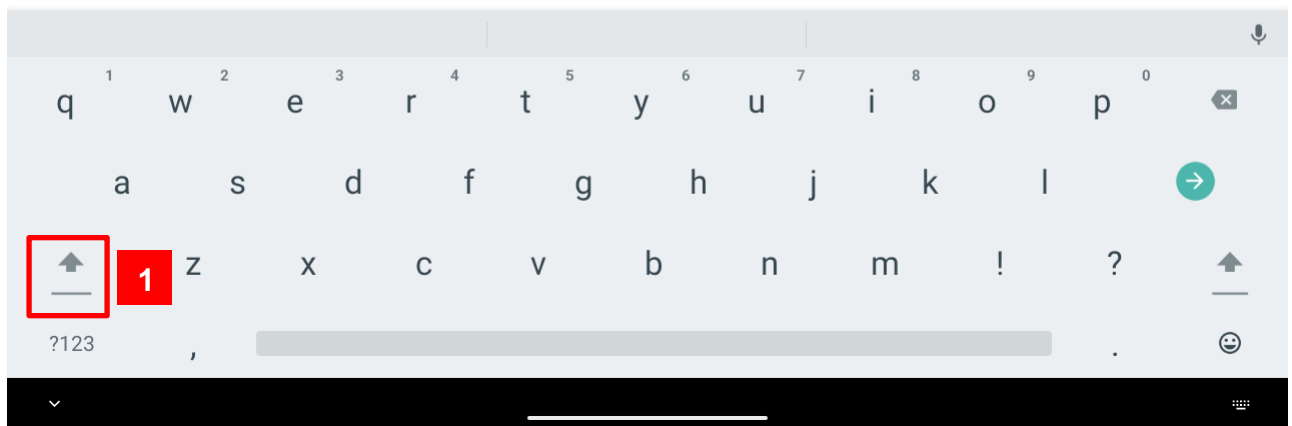 1 2 3 4 5 6 7 8 9 0
q w e r t y u i o p
a s d f g h j k l
1 z x c v b n m ! ?
?123 , .